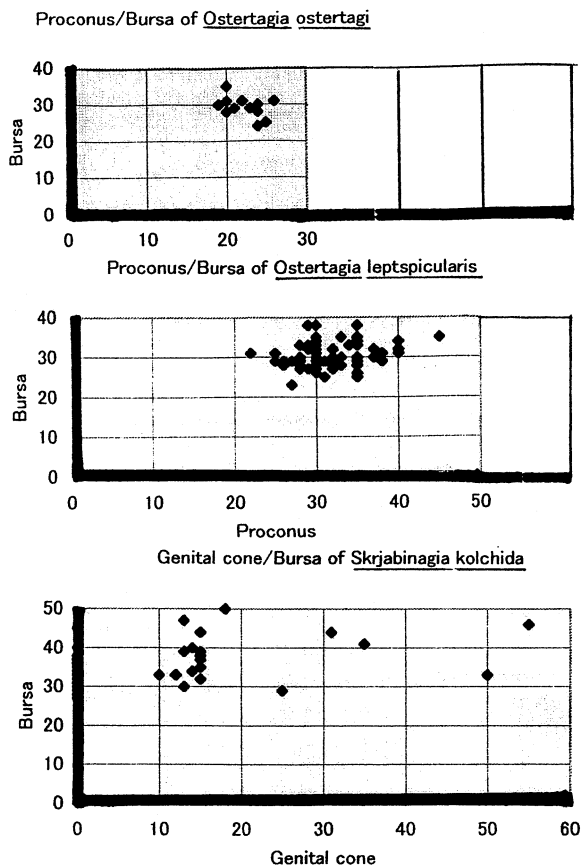 Proconus/Bursa of Ostertagia ostertagi
40
30
20
10
0
Bursa
0 10 20 30
Proconus/Bursa of Ostertagia leptspicularis
40
30
20
10
0
Bursa
0 10 20 30 40 50
Proconus
Genital cone/Bursa of Skrjabinagia kolchida
50
40
30
20
10
0
Bursa
0 10 20 30 40 50 60
Genital cone